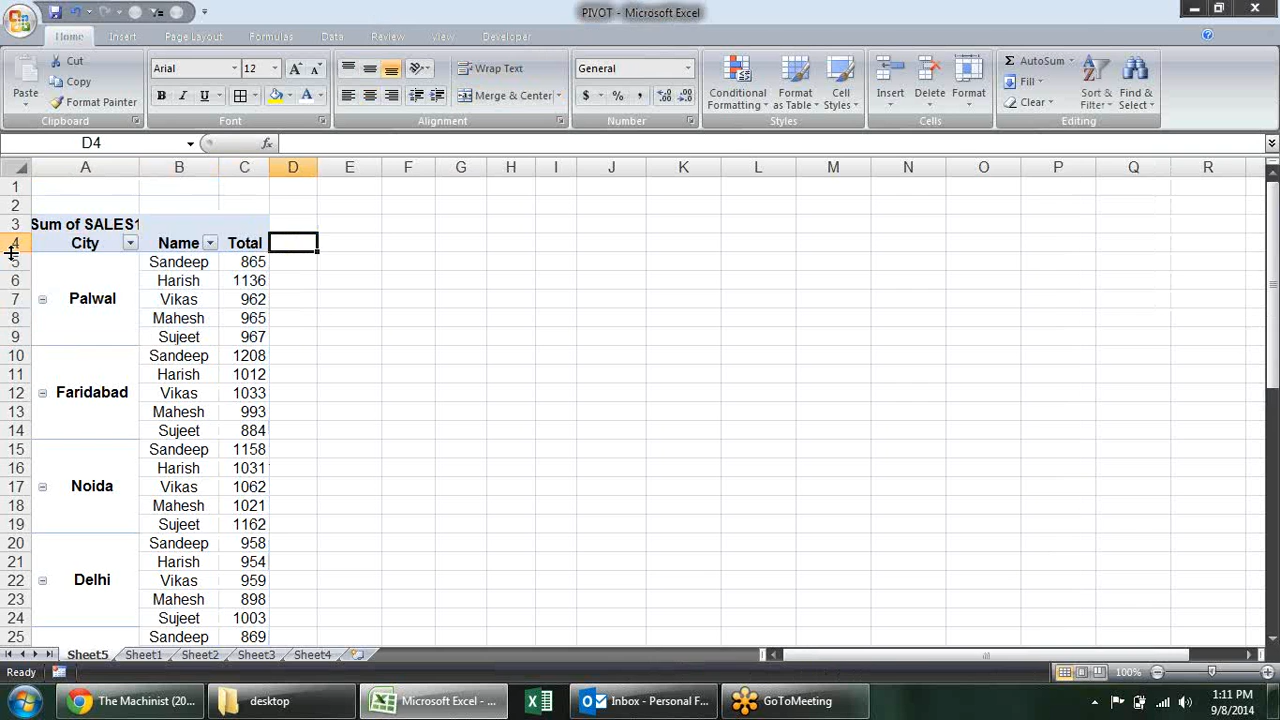 PIVOT - Microsoft Excel
Home Insert Page Layout Formulas Data Review View Developer
Paste Cut Copy Format Painter Clipboard
Arial 12 Font
Wrap Text Merge & Center Alignment
General Number
Conditional Formatting Format as Table Cell Styles Styles
Insert Delete Format Cells
AutoSum Fill Clear Sort & Filter Find & Select Editing
D4
A B C D E F G H I J K L M N O P Q R
1
2
3 Sum of SALES1
4 City Name Total
5 Sandeep 865
6 Harish 1136
7 Palwal Vikas 962
8 Mahesh 965
9 Sujeet 967
10 Sandeep 1208
11 Harish 1012
12 Faridabad Vikas 1033
13 Mahesh 993
14 Sujeet 884
15 Sandeep 1158
16 Harish 1031
17 Noida Vikas 1062
18 Mahesh 1021
19 Sujeet 1162
20 Sandeep 958
21 Harish 954
22 Delhi Vikas 959
23 Mahesh 898
24 Sujeet 1003
25 Sandeep 869
Sheet5 Sheet1 Sheet2 Sheet3 Sheet4
Ready 100%
The Machinist (20... desktop Microsoft Excel - ... Inbox - Personal F... GoToMeeting
1:11 PM
9/8/2014